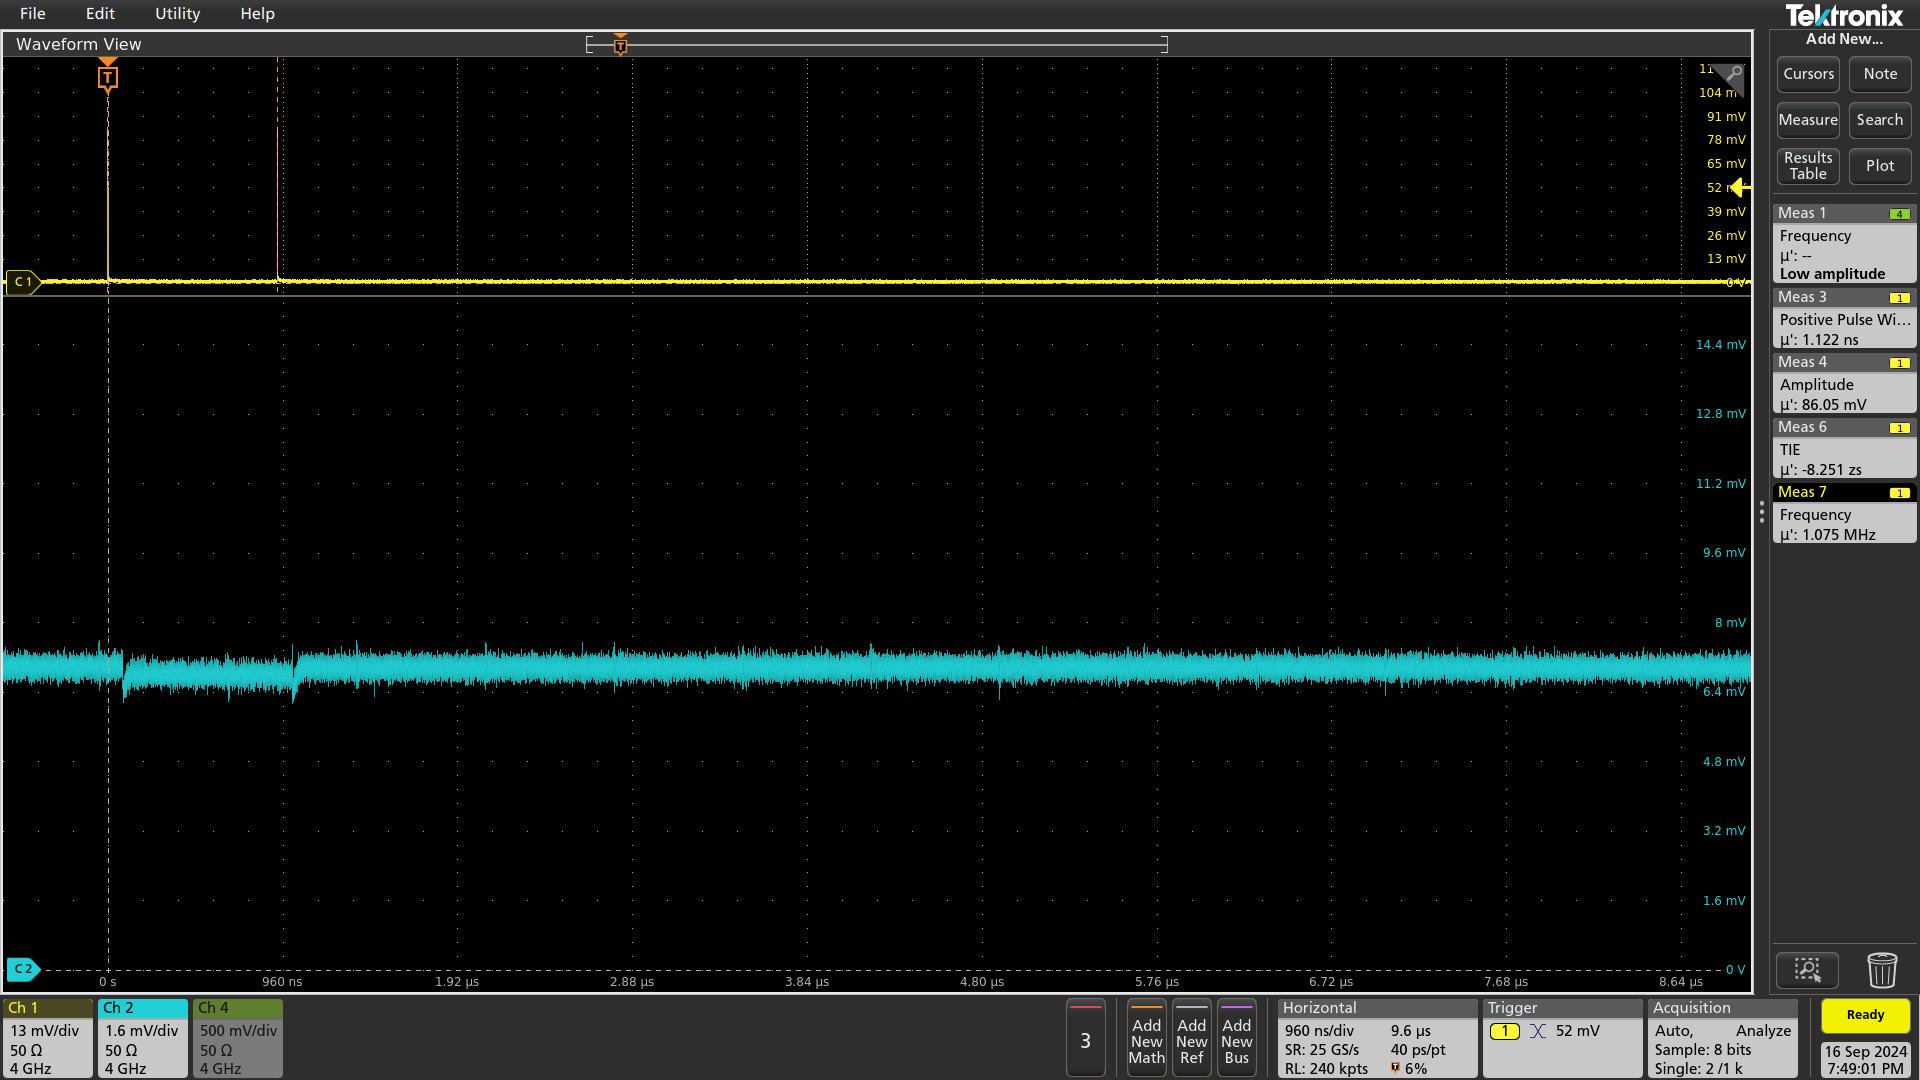 File Edit Utility Help
Tektronix
Waveform View
T
Add New...
T
Cursors Note
Measure Search
Results Table Plot
104 m
91 mV
78 mV
65 mV
52
39 mV
26 mV
13 mV
C 1
0 V
14.4 mV
12.8 mV
11.2 mV
9.6 mV
8 mV
6.4 mV
4.8 mV
3.2 mV
1.6 mV
C 2
0 V
0 s 960 ns 1.92 µs 2.88 µs 3.84 µs 4.80 µs 5.76 µs 6.72 µs 7.68 µs 8.64 µs
Meas 1 4
Frequency
µ': --
Low amplitude
Meas 3 1
Positive Pulse Wi...
µ': 1.122 ns
Meas 4 1
Amplitude
µ': 86.05 mV
Meas 6 1
TIE
µ': -8.251 zs
Meas 7 1
Frequency
µ': 1.075 MHz
Ch 1
13 mV/div
50 Ω
4 GHz
Ch 2
1.6 mV/div
50 Ω
4 GHz
Ch 4
500 mV/div
50 Ω
4 GHz
3
Add New Math
Add New Ref
Add New Bus
Horizontal
960 ns/div 9.6 µs
SR: 25 GS/s 40 ps/pt
RL: 240 kpts T 6%
Trigger
1 52 mV
Acquisition
Auto, Analyze
Sample: 8 bits
Single: 2 /1 k
Ready
16 Sep 2024
7:49:01 PM